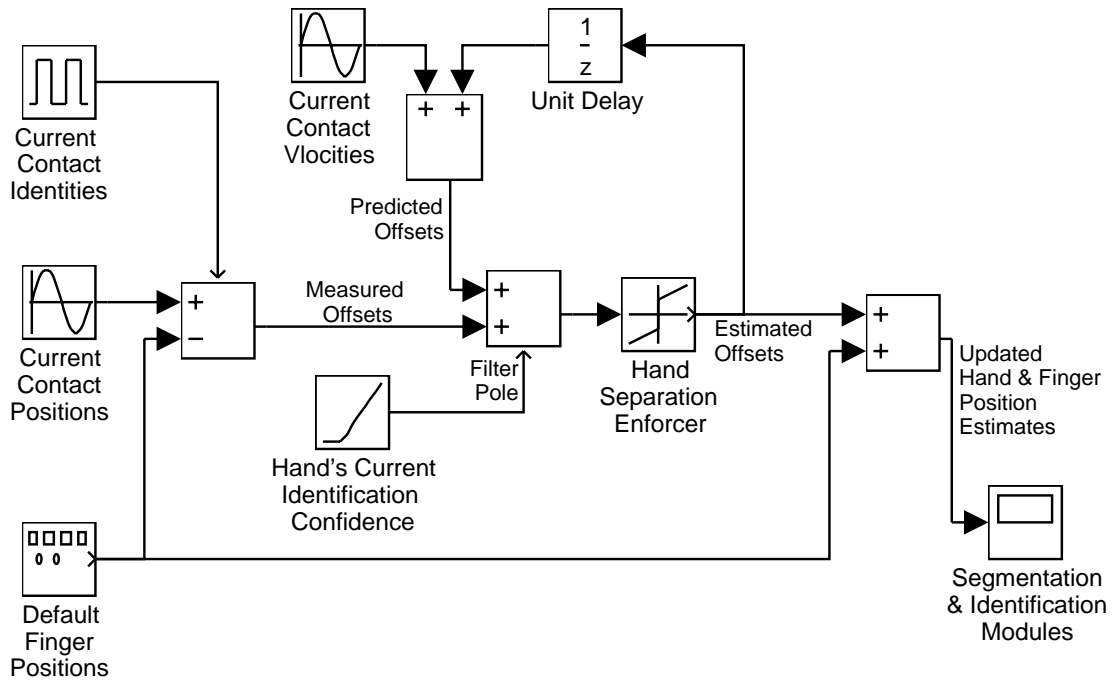 1
z
Unit Delay
Current
Contact
Vlocities
+ +
Current
Contact
Identities
Predicted
Offsets
+
−
Measured
Offsets
+
+
Current
Contact
Positions
Filter
Pole
Hand's Current
Identification
Confidence
Hand
Separation
Enforcer
Estimated
Offsets
+
+
Updated
Hand & Finger
Position
Estimates
Default
Finger
Positions
Segmentation
& Identification
Modules